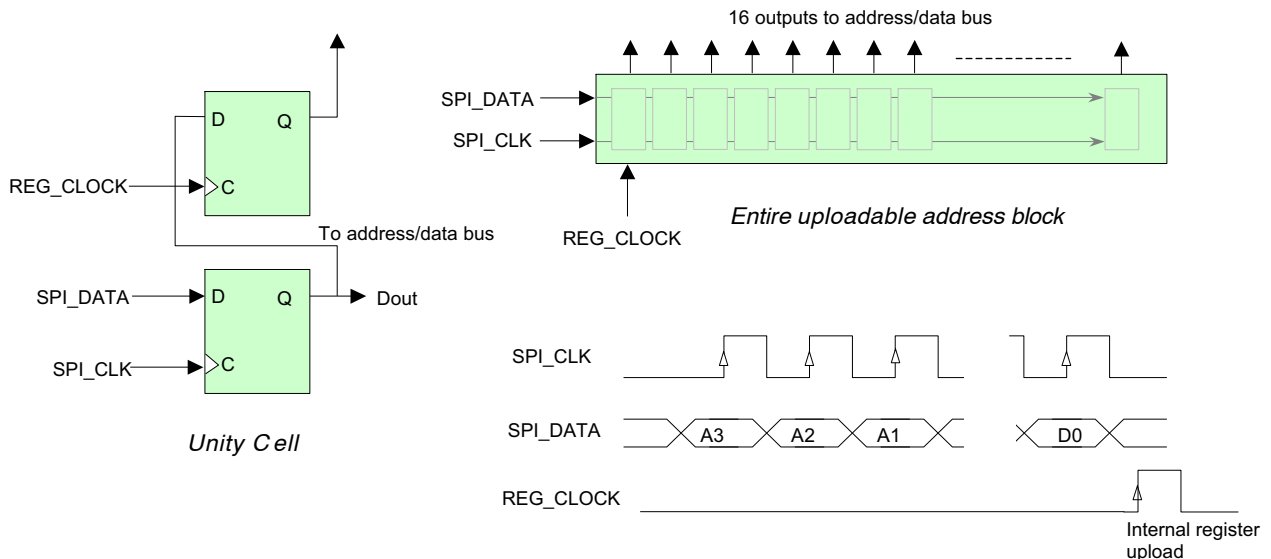 16 outputs to address/data bus
D Q
REG_CLOCK
C
To address/data bus
SPI_DATA
D Q
Dout
SPI_CLK
C
Unity Cell
SPI_DATA
SPI_CLK
REG_CLOCK
Entire uploadable address block
SPI_CLK
SPI_DATA
A3 A2 A1 D0
REG_CLOCK
Internal register
upload